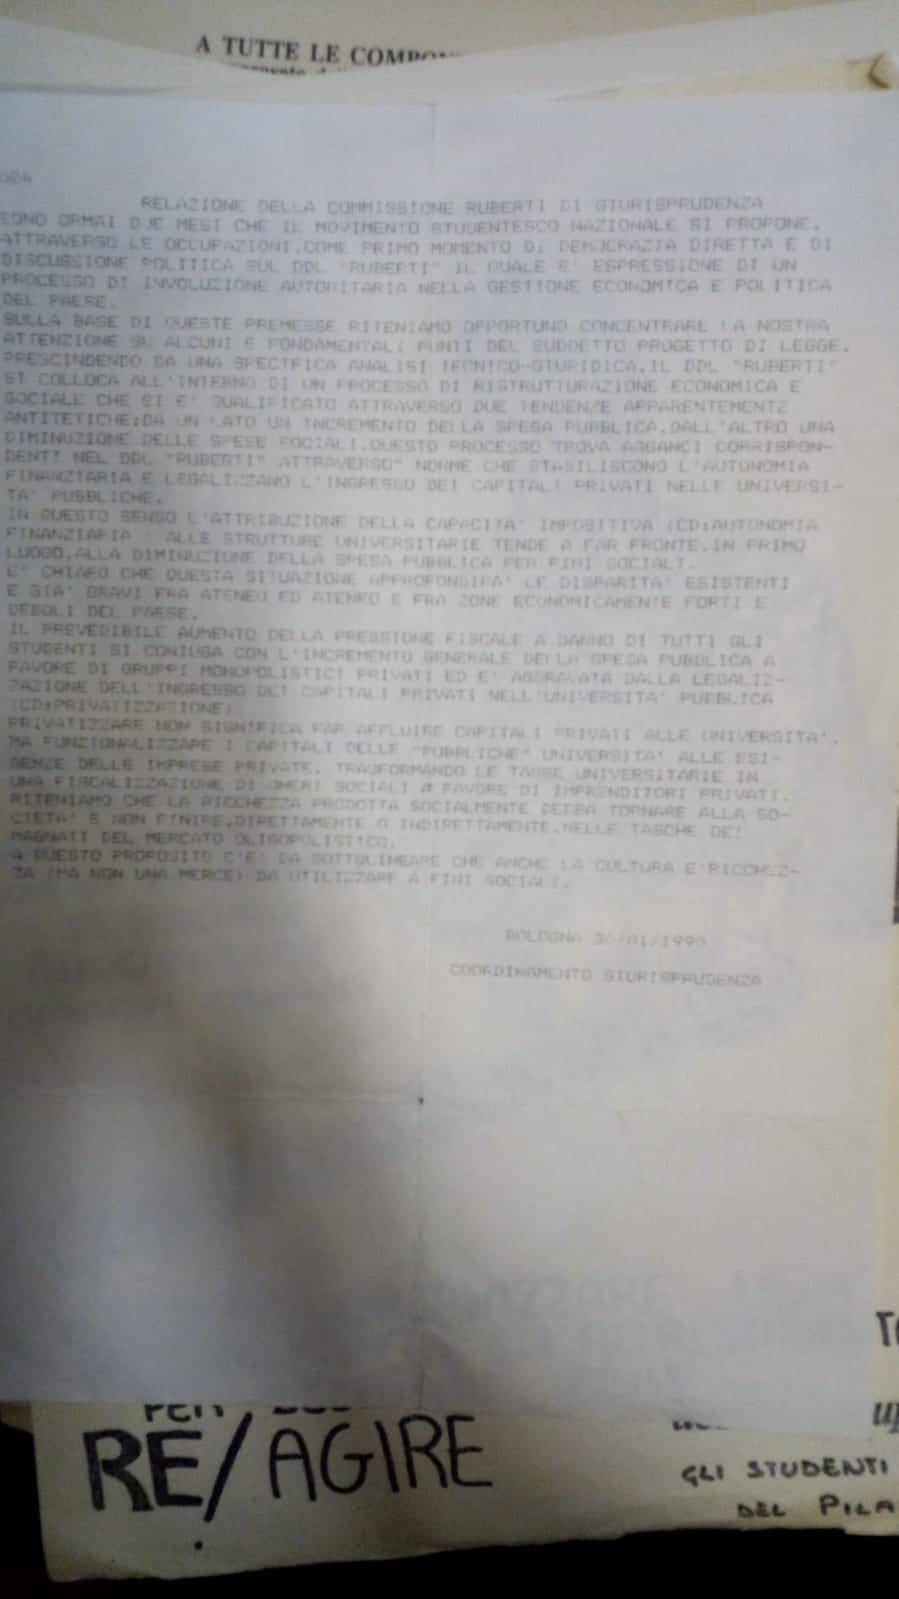 A TUTTE LE COMPON
RELAZIONE DELLA COMMISSIONE RUBERTI DI GIURISPRUDENZA
SONO ORMAI DUE MESI CHE IL MOVIMENTO STUDENTESCO NAZIONALE SI PROPONE,
ATTRAVERSO LE OCCUPAZIONI,COME PRIMO MOMENTO DI DEMOCRAZIA DIRETTA E DI
DISCUSSIONE POLITICA SUL DDL "RUBERTI" IL QUALE E' ESPRESSIONE DI UN
PROCESSO DI INVOLUZIONE AUTORITARIA NELLA GESTIONE ECONOMICA E POLITICA
DEL PAESE.
SULLA BASE DI QUESTE PREMESSE RITENIAMO OPPORTUNO CONCENTRARE LA NOSTRA
ATTENZIONE SU ALCUNI E FONDAMENTALI PUNTI DEL SUDDETTO PROGETTO DI LEGGE.
PRESCINDENDO DA UNA SPECIFICA ANALISI TECNICO-GIURIDICA,IL DDL "RUBERTI"
SI COLLOCA ALL'INTERNO DI UN PROCESSO DI RISTRUTTURAZIONE ECONOMICA E
SOCIALE CHE SI E' QUALIFICATO ATTRAVERSO DUE TENDENZE APPARENTEMENTE
ANTITETICHE:DA UN LATO UN INCREMENTO DELLA SPESA PUBBLICA,DALL'ALTRO UNA
DIMINUZIONE DELLE SPESE SOCIALI.QUESTO PROCESSO TROVA AGGANCI CORRISPON-
DENTI NEL DDL "RUBERTI" ATTRAVERSO" NORME CHE STABILISCONO L'AUTONOMIA
FINANZIARIA E LEGALIZZANO L'INGRESSO DEI CAPITALI PRIVATI NELLE UNIVERSI-
TA' PUBBLICHE.
IN QUESTO SENSO L'ATTRIBUZIONE DELLA CAPACITA' IMPOSITIVA (CD:AUTONOMIA
FINANZIARIA ) ALLE STRUTTURE UNIVERSITARIE TENDE A FAR FRONTE,IN PRIMO
LUOGO,ALLA DIMINUZIONE DELLA SPESA PUBBLICA PER FINI SOCIALI.
E' CHIARO CHE QUESTA SITUAZIONE APPROFONDIRA' LE DISPARITA' ESISTENTI
E GIA' GRAVI FRA ATENEO ED ATENEO E FRA ZONE ECONOMICAMENTE FORTI E
DEBOLI DEL PAESE.
IL PREVEDIBILE AUMENTO DELLA PRESSIONE FISCALE A DANNO DI TUTTI GLI
STUDENTI SI CONIUGA CON L'INCREMENTO GENERALE DELLA SPESA PUBBLICA A
FAVORE DI GRUPPI MONOPOLISTICI PRIVATI ED E' AGGRAVATA DALLA LEGALIZ-
ZAZIONE DELL'INGRESSO DEI CAPITALI PRIVATI NELL'UNIVERSITA' PUBBLICA
(CD:PRIVATIZZAZIONE)
PRIVATIZZARE NON SIGNIFICA FAR AFFLUIRE CAPITALI PRIVATI ALLE UNIVERSITA',
MA FUNZIONALIZZARE I CAPITALI DELLE "PUBBLICHE" UNIVERSITA' ALLE ESI-
GENZE DELLE IMPRESE PRIVATE, TRASFORMANDO LE TASSE UNIVERSITARIE IN
UNA FISCALIZZAZIONE DI ONERI SOCIALI A FAVORE DI IMPRENDITORI PRIVATI.
RITENIAMO CHE LA RICCHEZZA PRODOTTA SOCIALMENTE DEBBA TORNARE ALLA SO-
CIETA' E NON FINIRE,DIRETTAMENTE O INDIRETTAMENTE,NELLE TASCHE DEI
MAGNATI DEL MERCATO OLIGOPOLISTICO.
A QUESTO PROPOSITO C'E' DA SOTTOLINEARE CHE ANCHE LA CULTURA E'RICCHEZ-
ZA (MA NON UNA MERCE) DA UTILIZZARE A FINI SOCIALI.
BOLOGNA /01/1990
COORDINAMENTO GIURISPRUDENZA
PER
RE/AGIRE
GLI STUDENTI
DEL PILA